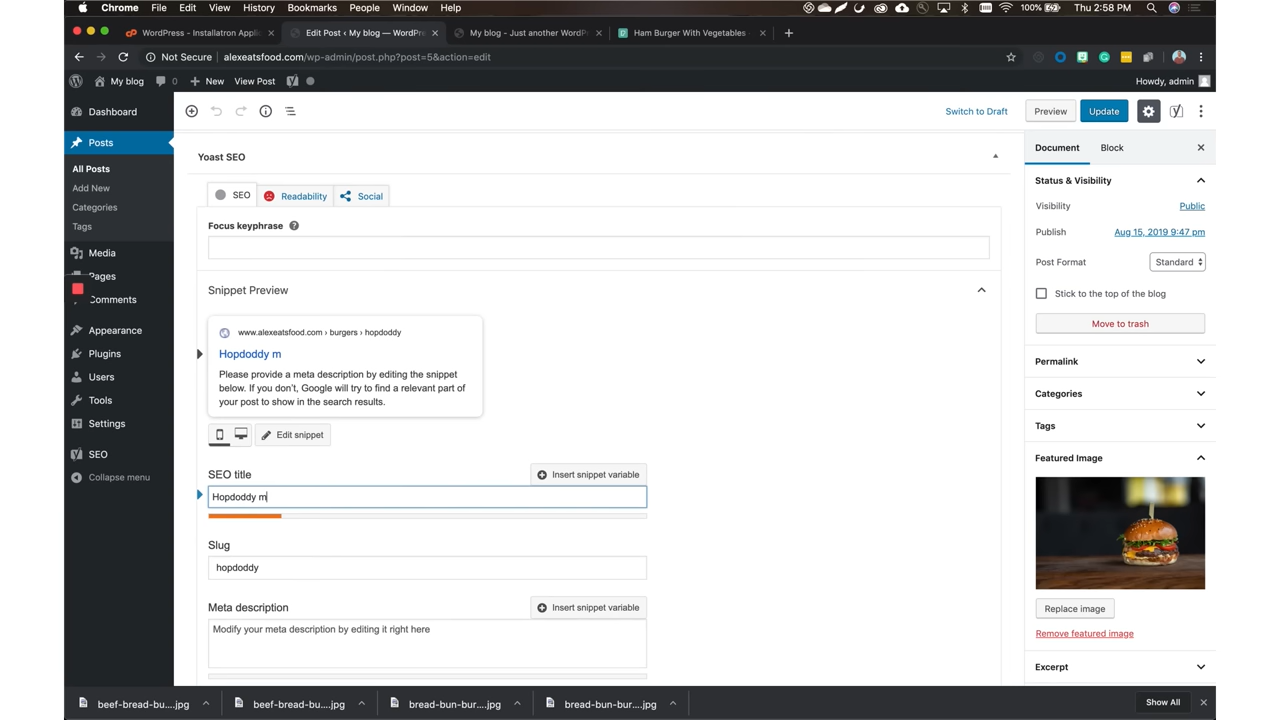 Chrome File Edit View History Bookmarks People Window Help 100% Thu 2:58 PM
WordPress - Installatron Appli × Edit Post ‹ My blog — WordPre × My blog - Just another WordP × Ham Burger With Vegetables - ×
Not Secure | alexeatsfood.com/wp-admin/post.php?post=5&action=edit
My blog 0 + New View Post Howdy, admin
Dashboard
Posts
All Posts
Add New
Categories
Tags
Media
Pages
Comments
Appearance
Plugins
Users
Tools
Settings
SEO
Collapse menu
Switch to Draft Preview Update
Yoast SEO
SEO Readability Social
Focus keyphrase ?
Snippet Preview
www.alexeatsfood.com › burgers › hopdoddy
Hopdoddy m
Please provide a meta description by editing the snippet
below. If you don't, Google will try to find a relevant part of
your post to show in the search results.
Edit snippet
SEO title Insert snippet variable
Hopdoddy m
Slug
hopdoddy
Meta description Insert snippet variable
Modify your meta description by editing it right here
Document Block ×
Status & Visibility
Visibility Public
Publish Aug 15, 2019 9:47 pm
Post Format Standard
Stick to the top of the blog
Move to trash
Permalink
Categories
Tags
Featured Image
Replace image
Remove featured image
Excerpt
beef-bread-bu....jpg beef-bread-bu....jpg bread-bun-bur....jpg bread-bun-bur....jpg Show All ×